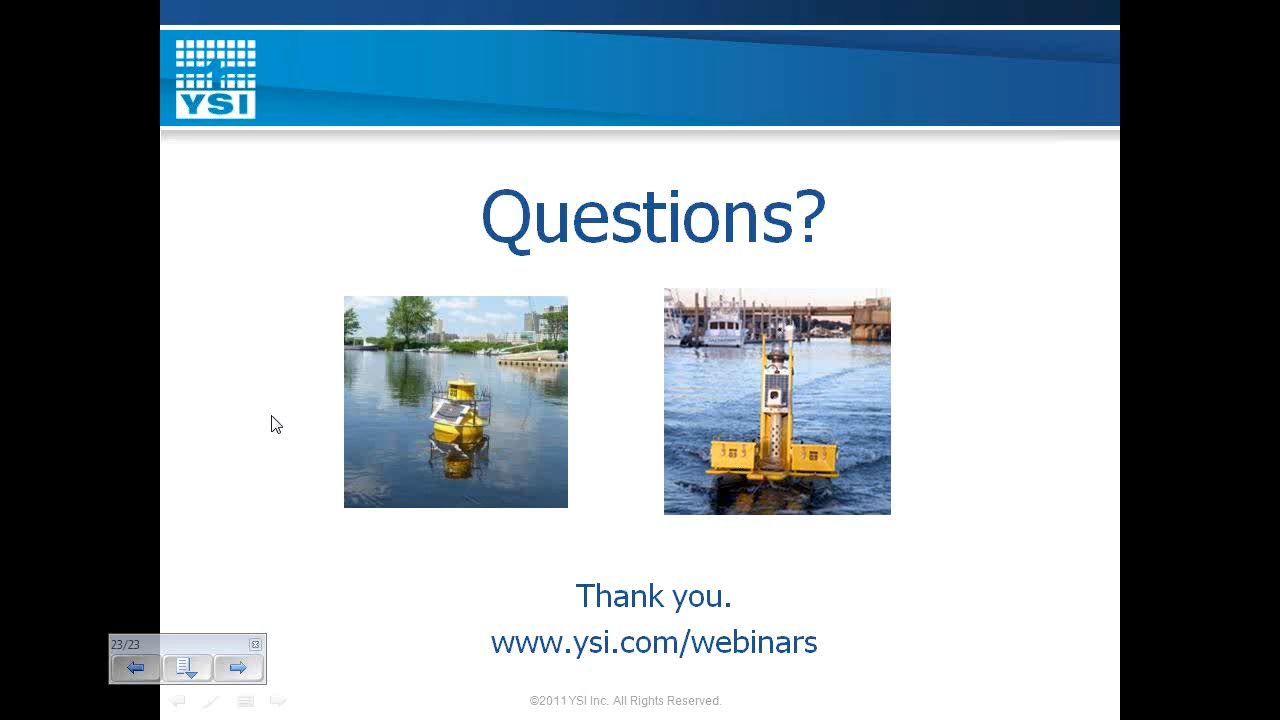 YSI
Questions?
Thank you.
www.ysi.com/webinars
23/23
©2011 YSI Inc. All Rights Reserved.